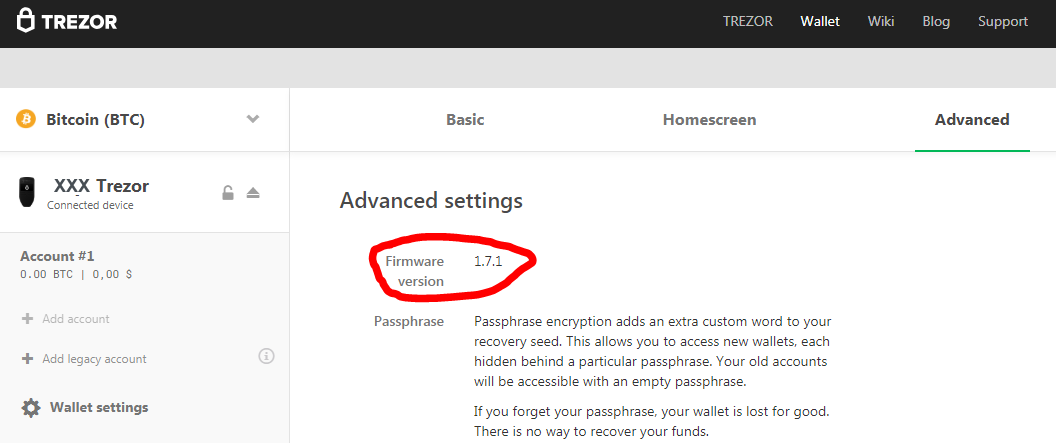 TREZOR
TREZOR Wallet Wiki Blog Support
Bitcoin (BTC)
Basic Homescreen Advanced
XXX Trezor
Connected device
Advanced settings
Account #1
0.00 BTC | 0,00 $
Add account
Add legacy account
Wallet settings
Firmware version 1.7.1
Passphrase
Passphrase encryption adds an extra custom word to your
recovery seed. This allows you to access new wallets, each
hidden behind a particular passphrase. Your old accounts
will be accessible with an empty passphrase.
If you forget your passphrase, your wallet is lost for good.
There is no way to recover your funds.